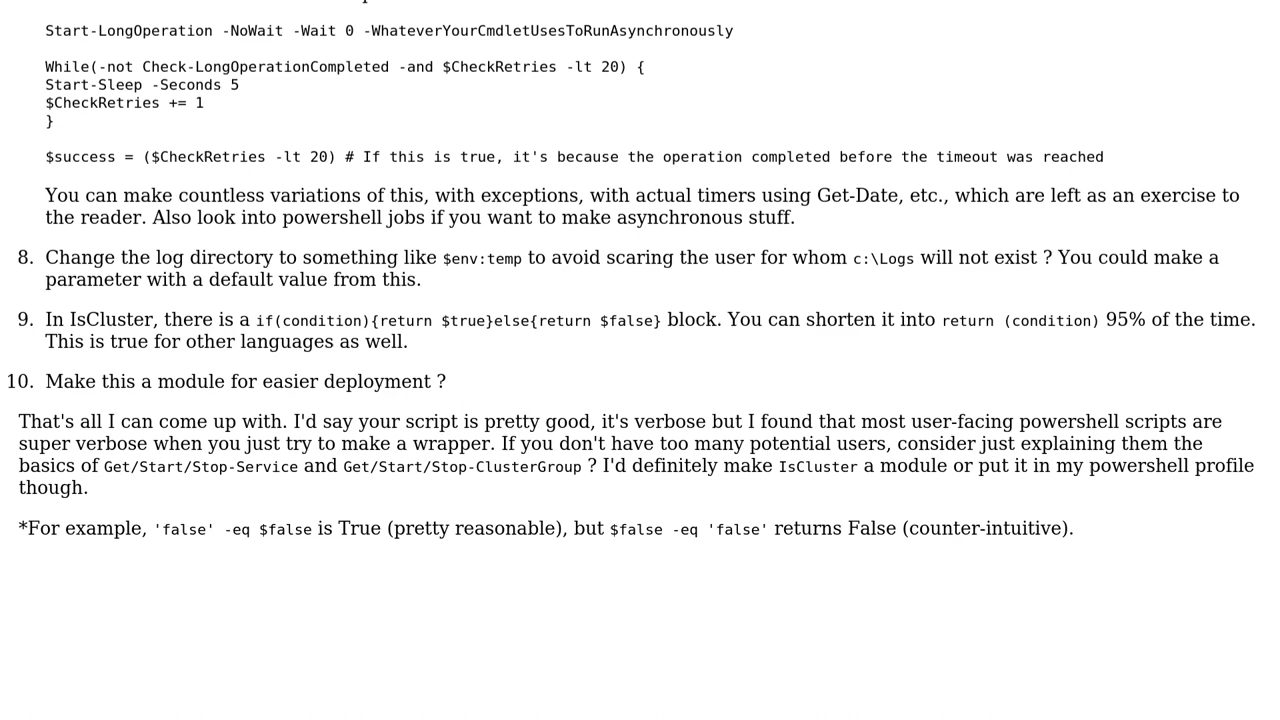 Start-LongOperation -NoWait -Wait 0 -WhateverYourCmdletUsesToRunAsynchronously
While(-not Check-LongOperationCompleted -and $CheckRetries -lt 20) {
Start-Sleep -Seconds 5
$CheckRetries += 1
}
$success = ($CheckRetries -lt 20) # If this is true, it's because the operation completed before the timeout was reached
You can make countless variations of this, with exceptions, with actual timers using Get-Date, etc., which are left as an exercise to
the reader. Also look into powershell jobs if you want to make asynchronous stuff.
8. Change the log directory to something like $env:temp to avoid scaring the user for whom c:\Logs will not exist ? You could make a
parameter with a default value from this.
9. In IsCluster, there is a if(condition){return $true}else{return $false} block. You can shorten it into return (condition) 95% of the time.
This is true for other languages as well.
10. Make this a module for easier deployment ?
That's all I can come up with. I'd say your script is pretty good, it's verbose but I found that most user-facing powershell scripts are
super verbose when you just try to make a wrapper. If you don't have too many potential users, consider just explaining them the
basics of Get/Start/Stop-Service and Get/Start/Stop-ClusterGroup ? I'd definitely make IsCluster a module or put it in my powershell profile
though.
*For example, 'false' -eq $false is True (pretty reasonable), but $false -eq 'false' returns False (counter-intuitive).